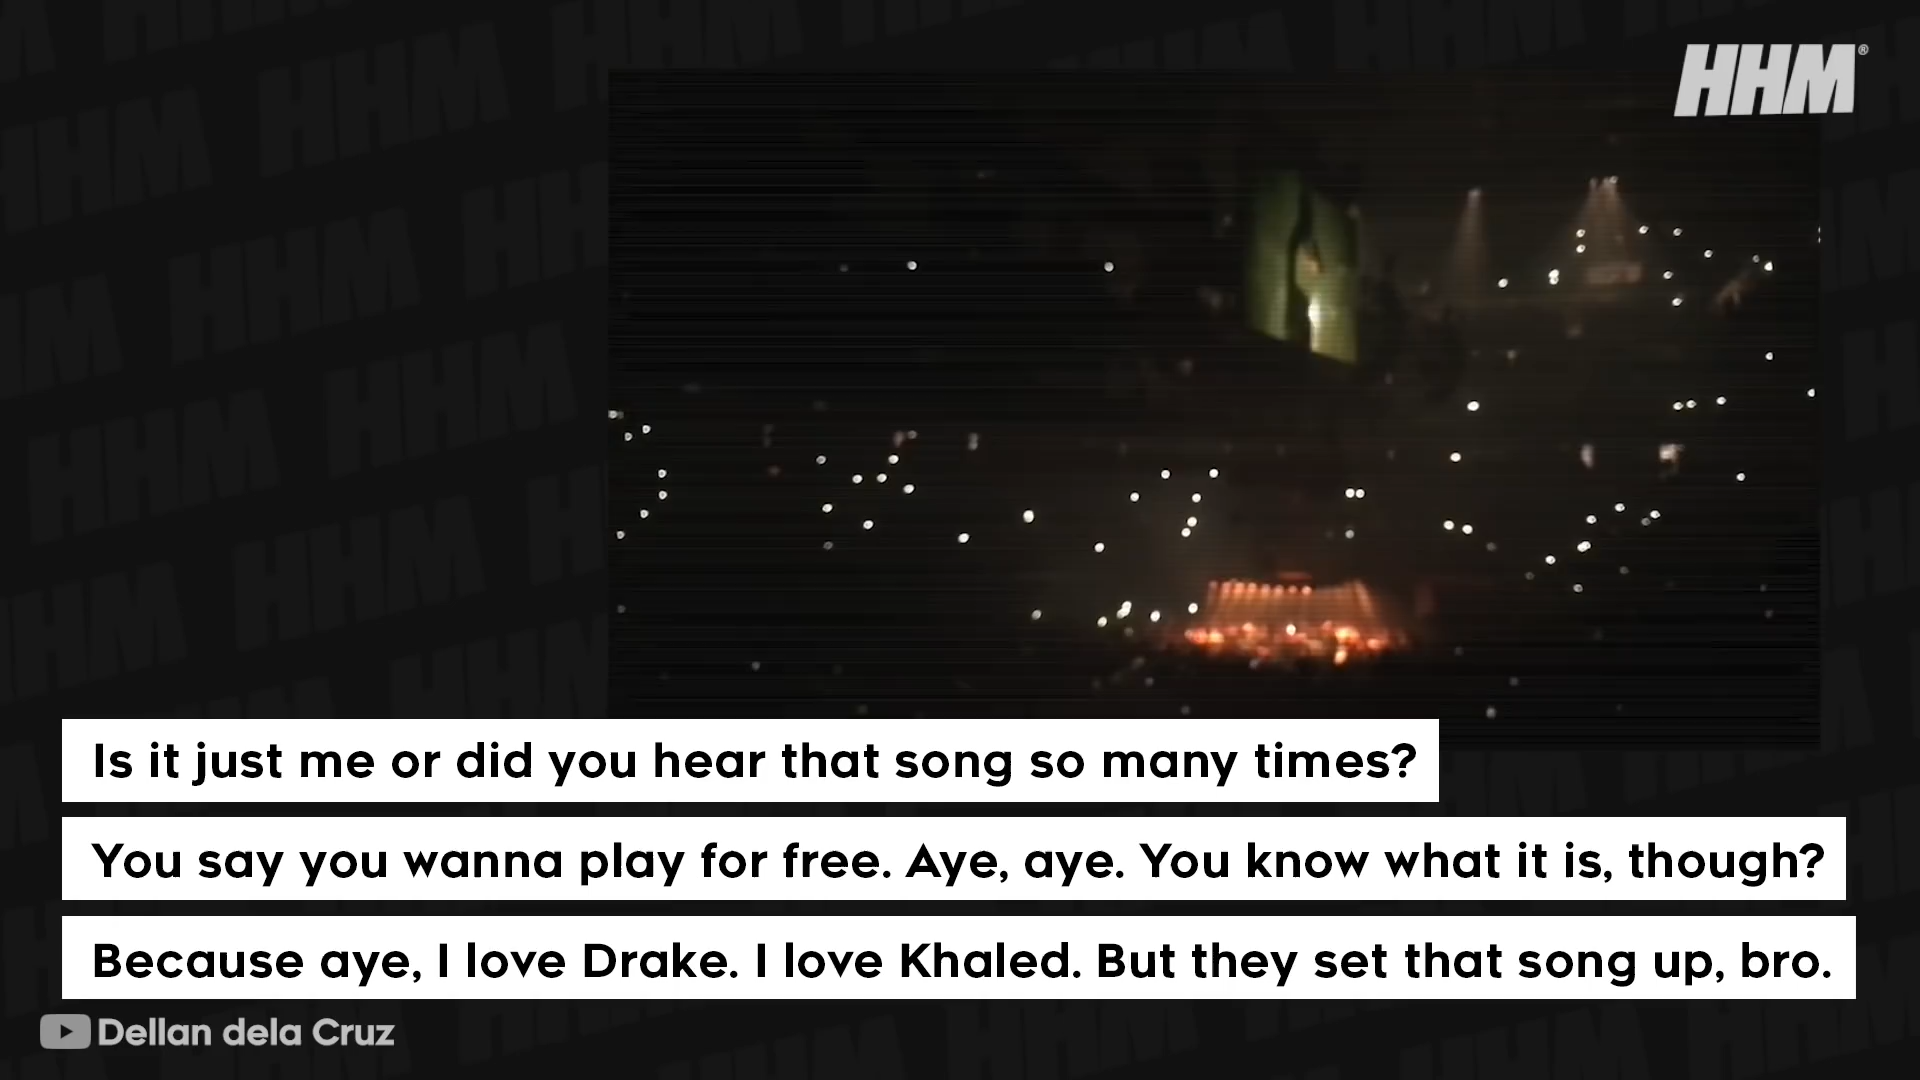 HHM®
Is it just me or did you hear that song so many times?
You say you wanna play for free. Aye, aye. You know what it is, though?
Because aye, I love Drake. I love Khaled. But they set that song up, bro.
Dellan dela Cruz